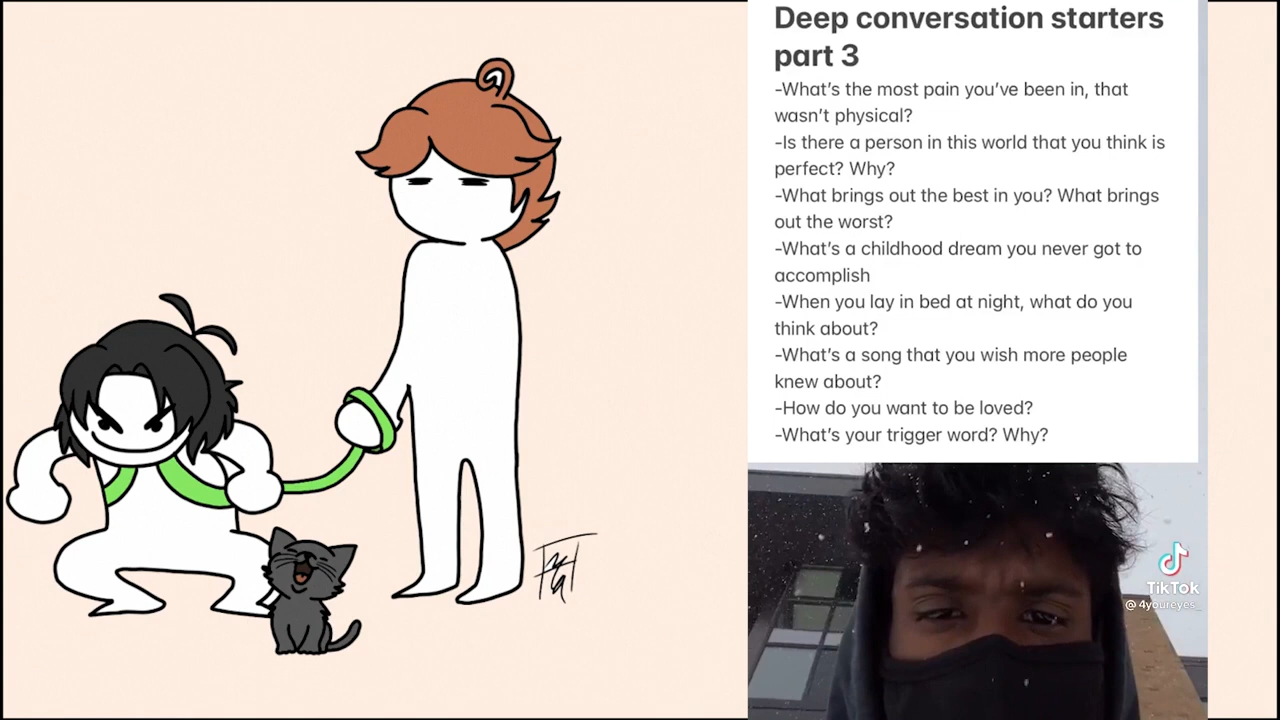 Deep conversation starters
part 3
-What's the most pain you've been in, that
wasn't physical?
-Is there a person in this world that you think is
perfect? Why?
-What brings out the best in you? What brings
out the worst?
-What's a childhood dream you never got to
accomplish
-When you lay in bed at night, what do you
think about?
-What's a song that you wish more people
knew about?
-How do you want to be loved?
-What's your trigger word? Why?
TikTok
@4youreyes_